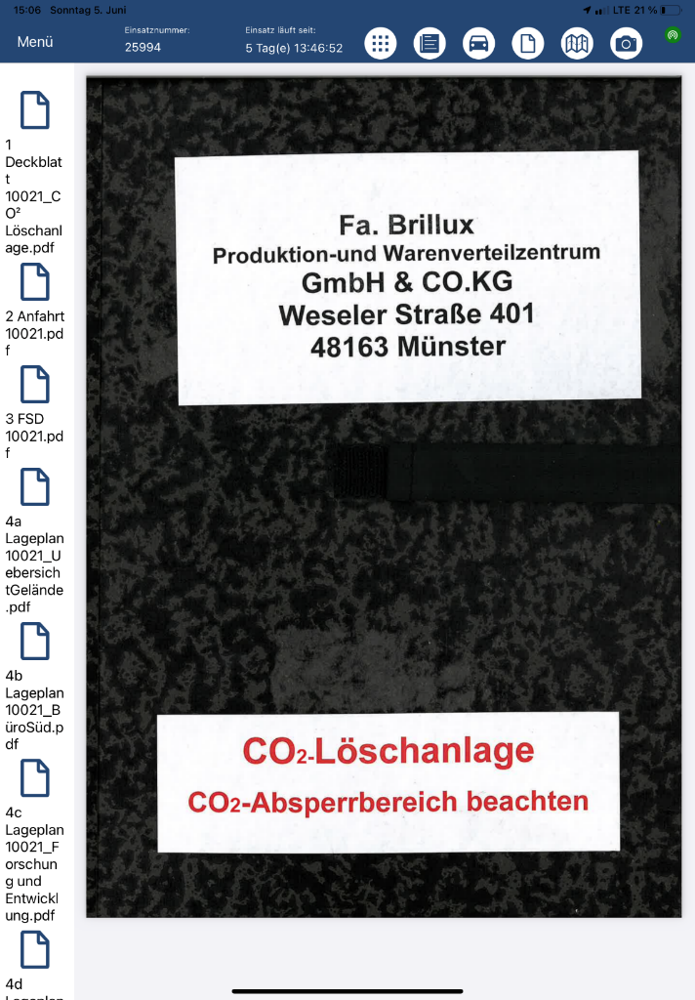 15:06 Sonntag 5. Juni
LTE 21 %
Menü
Einsatznummer:
25994
Einsatz läuft seit:
5 Tag(e) 13:46:52
1
Deckblat
t
10021_C
O²
Löschanl
age.pdf
2 Anfahrt
10021.pd
f
3 FSD
10021.pd
f
4a
Lageplan
10021_U
ebersich
tGelände
.pdf
4b
Lageplan
10021_B
üroSüd.p
df
4c
Lageplan
10021_F
orschun
g und
Entwickl
ung.pdf
4d
Lageplan
Fa. Brillux
Produktion-und Warenverteilzentrum
GmbH & CO.KG
Weseler Straße 401
48163 Münster
CO2-Löschanlage
CO2-Absperrbereich beachten